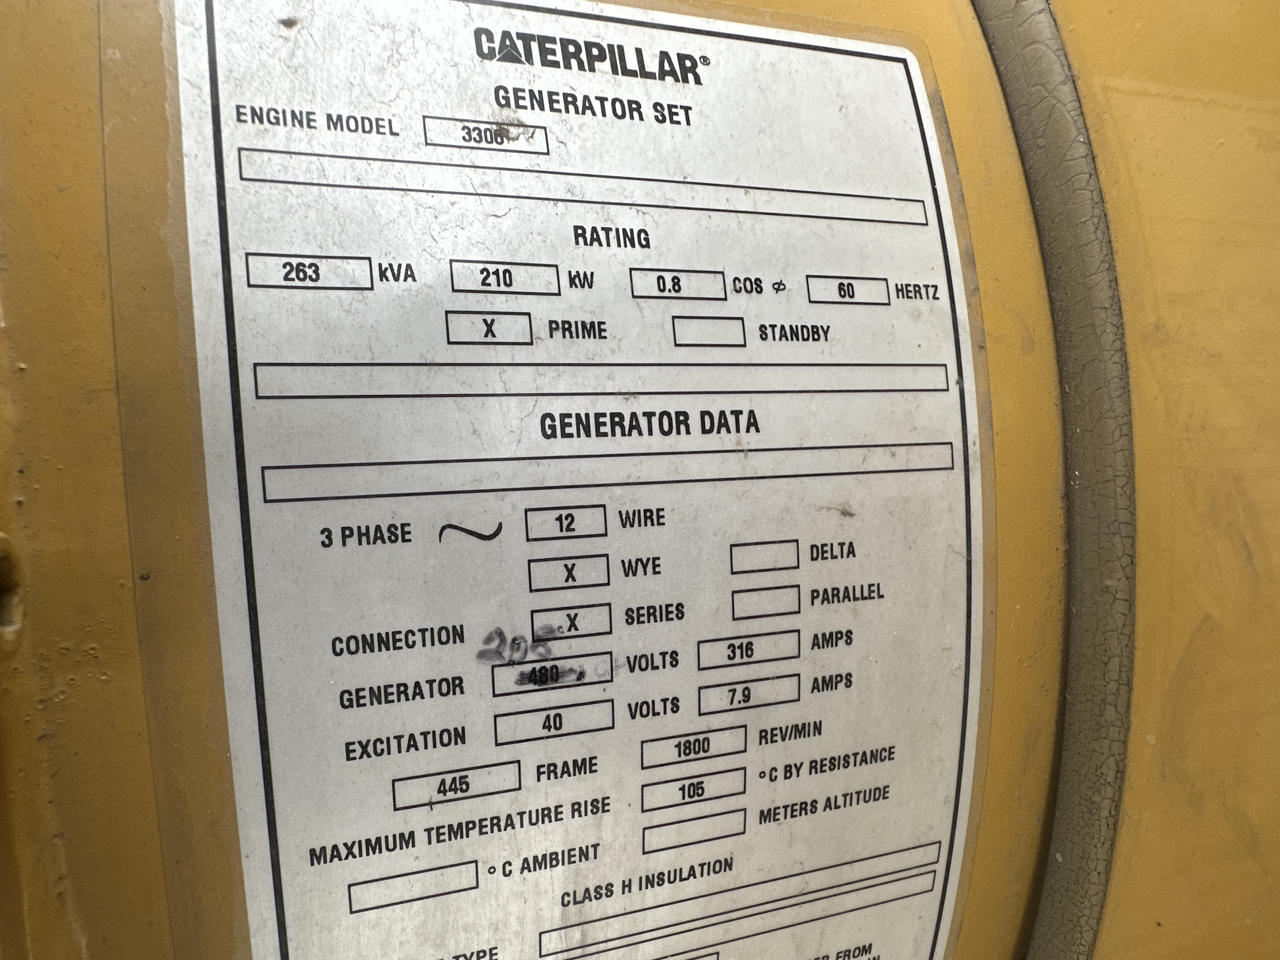 CATERPILLAR®
GENERATOR SET
ENGINE MODEL 3306
RATING
263 kVA 210 kW 0.8 COS φ 60 HERTZ
X PRIME STANDBY
GENERATOR DATA
3 PHASE ~ 12 WIRE
X WYE DELTA
CONNECTION X SERIES PARALLEL
208
GENERATOR 480 VOLTS 316 AMPS
EXCITATION 40 VOLTS 7.9 AMPS
445 FRAME 1800 REV/MIN
MAXIMUM TEMPERATURE RISE 105 °C BY RESISTANCE
°C AMBIENT METERS ALTITUDE
CLASS H INSULATION
TYPE
FROM